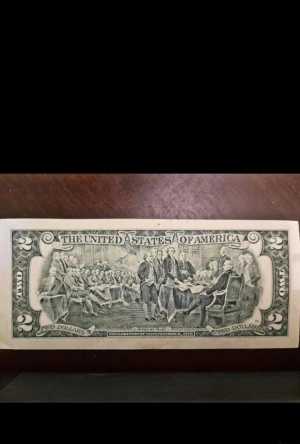 2 THE UNITED STATES OF AMERICA 2
TWO
TWO
2 TWO DOLLARS
TWO DOLLARS 2